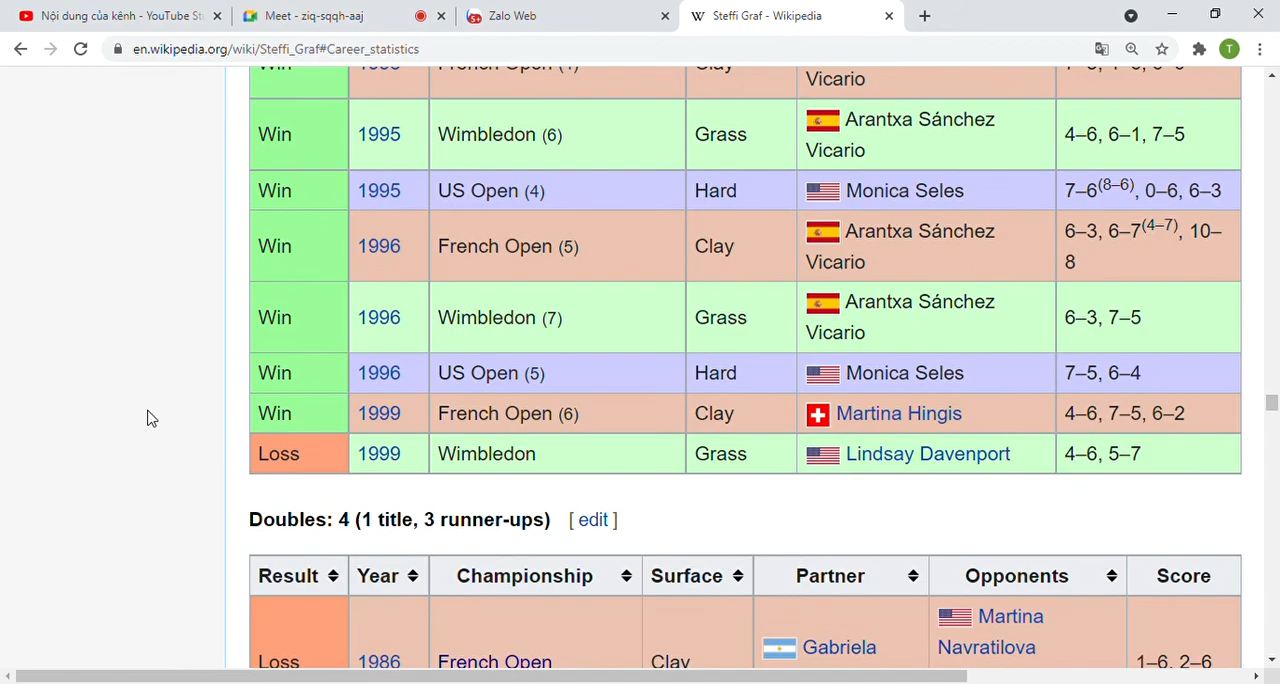 Nội dung của kênh - YouTube St
Meet - ziq-sqqh-aaj
Zalo Web
Steffi Graf - Wikipedia
en.wikipedia.org/wiki/Steffi_Graf#Career_statistics
T
Vicario
Win 1995 Wimbledon (6) Grass Arantxa Sánchez Vicario 4–6, 6–1, 7–5
Win 1995 US Open (4) Hard Monica Seles 7–6(8–6), 0–6, 6–3
Win 1996 French Open (5) Clay Arantxa Sánchez Vicario 6–3, 6–7(4–7), 10–8
Win 1996 Wimbledon (7) Grass Arantxa Sánchez Vicario 6–3, 7–5
Win 1996 US Open (5) Hard Monica Seles 7–5, 6–4
Win 1999 French Open (6) Clay Martina Hingis 4–6, 7–5, 6–2
Loss 1999 Wimbledon Grass Lindsay Davenport 4–6, 5–7
Doubles: 4 (1 title, 3 runner-ups) [ edit ]
Result Year Championship Surface Partner Opponents Score
Loss 1986 French Open Clay Gabriela Martina Navratilova 1–6, 2–6